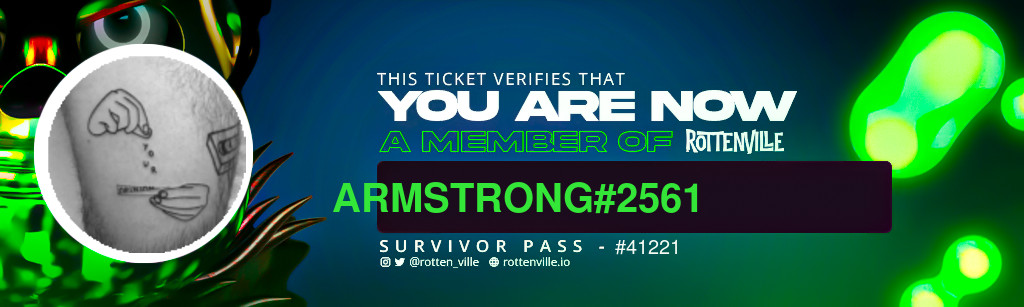 THIS TICKET VERIFIES THAT
YOU ARE NOW
A MEMBER OF ROTTENVILLE
ARMSTRONG#2561
SURVIVOR PASS - #41221
@rotten_ville rottenville.io